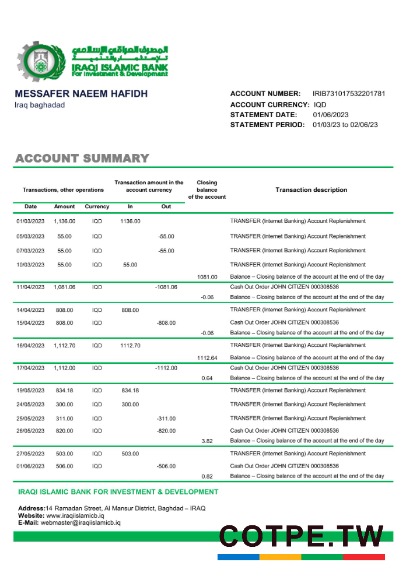 المصرف العراقي الإسلامي
IRAQI ISLAMIC BANK
For Investment & Development
MESSAFER NAEEM HAFIDH
Iraq baghadad
ACCOUNT NUMBER: IRIB731017532201781
ACCOUNT CURRENCY: IQD
STATEMENT DATE: 01/06/2023
STATEMENT PERIOD: 01/03/23 to 02/06/23
ACCOUNT SUMMARY
Transactions, other operations Transaction amount in the account currency Closing balance of the account Transaction description
Date Amount Currency In Out
01/03/2023 1,136.00 IQD 1136.00 TRANSFER (Internet Banking) Account Replenishment
05/03/2023 55.00 IQD -55.00 TRANSFER (Internet Banking) Account Replenishment
07/03/2023 55.00 IQD -55.00 TRANSFER (Internet Banking) Account Replenishment
10/03/2023 55.00 IQD 55.00 TRANSFER (Internet Banking) Account Replenishment
1081.00 Balance – Closing balance of the account at the end of the day
11/04/2023 1,081.06 IQD -1081.06 Cash Out Order JOHN CITIZEN 000308536
-0.06 Balance – Closing balance of the account at the end of the day
14/04/2023 808.00 IQD 808.00 TRANSFER (Internet Banking) Account Replenishment
15/04/2023 808.00 IQD -808.00 Cash Out Order JOHN CITIZEN 000308536
-0.06 Balance – Closing balance of the account at the end of the day
16/04/2023 1,112.70 IQD 1112.70 TRANSFER (Internet Banking) Account Replenishment
1112.64 Balance – Closing balance of the account at the end of the day
17/04/2023 1,112.00 IQD -1112.00 Cash Out Order JOHN CITIZEN 000308536
0.64 Balance – Closing balance of the account at the end of the day
19/05/2023 834.18 IQD 834.18 TRANSFER (Internet Banking) Account Replenishment
24/05/2023 300.00 IQD 300.00 TRANSFER (Internet Banking) Account Replenishment
25/05/2023 311.00 IQD -311.00 TRANSFER (Internet Banking) Account Replenishment
26/05/2023 820.00 IQD -820.00 Cash Out Order JOHN CITIZEN 000308536
3.82 Balance – Closing balance of the account at the end of the day
27/05/2023 503.00 IQD 503.00 TRANSFER (Internet Banking) Account Replenishment
01/06/2023 506.00 IQD -506.00 Cash Out Order JOHN CITIZEN 000308536
0.82 Balance – Closing balance of the account at the end of the day
IRAQI ISLAMIC BANK FOR INVESTMENT & DEVELOPMENT
Address:14 Ramadan Street, Al Mansur District, Baghdad – IRAQ
Website: www.iraqiislamicb.iq
E-Mail: webmaster@iraqiislamicb.iq
COTPE.TW